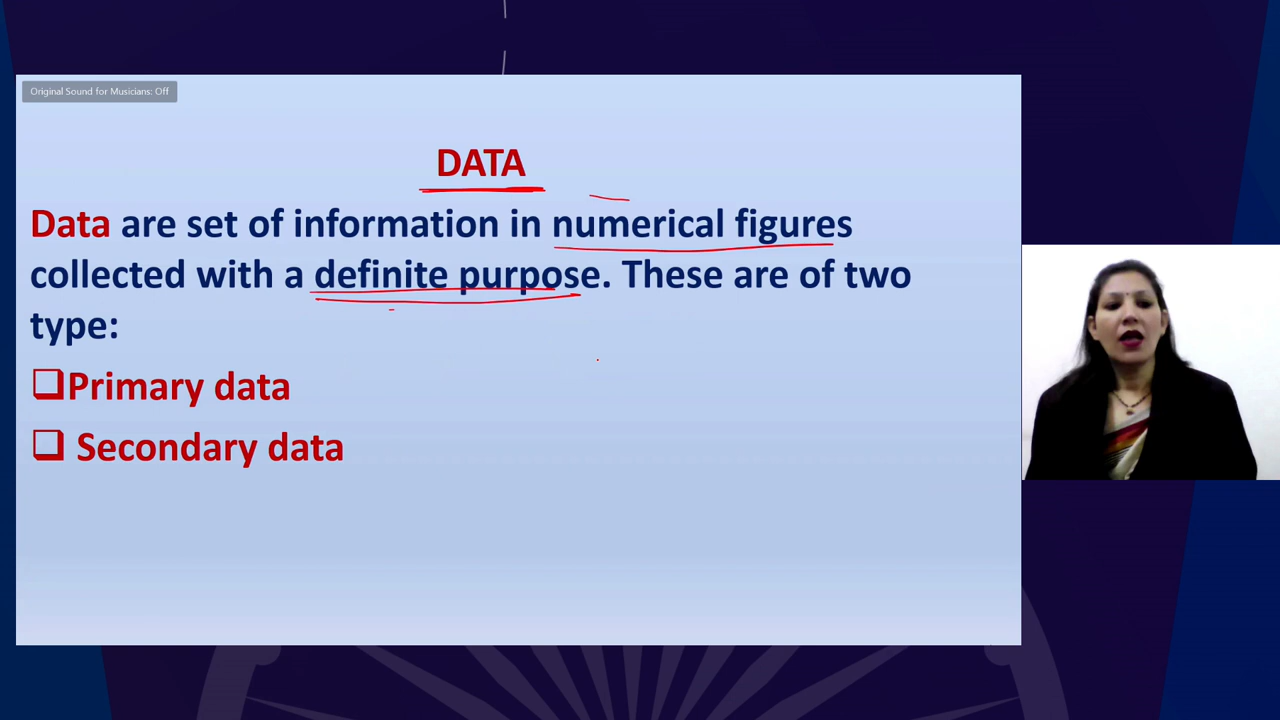 Original Sound for Musicians: Off
DATA
Data are set of information in numerical figures
collected with a definite purpose. These are of two
type:
❑Primary data
❑ Secondary data